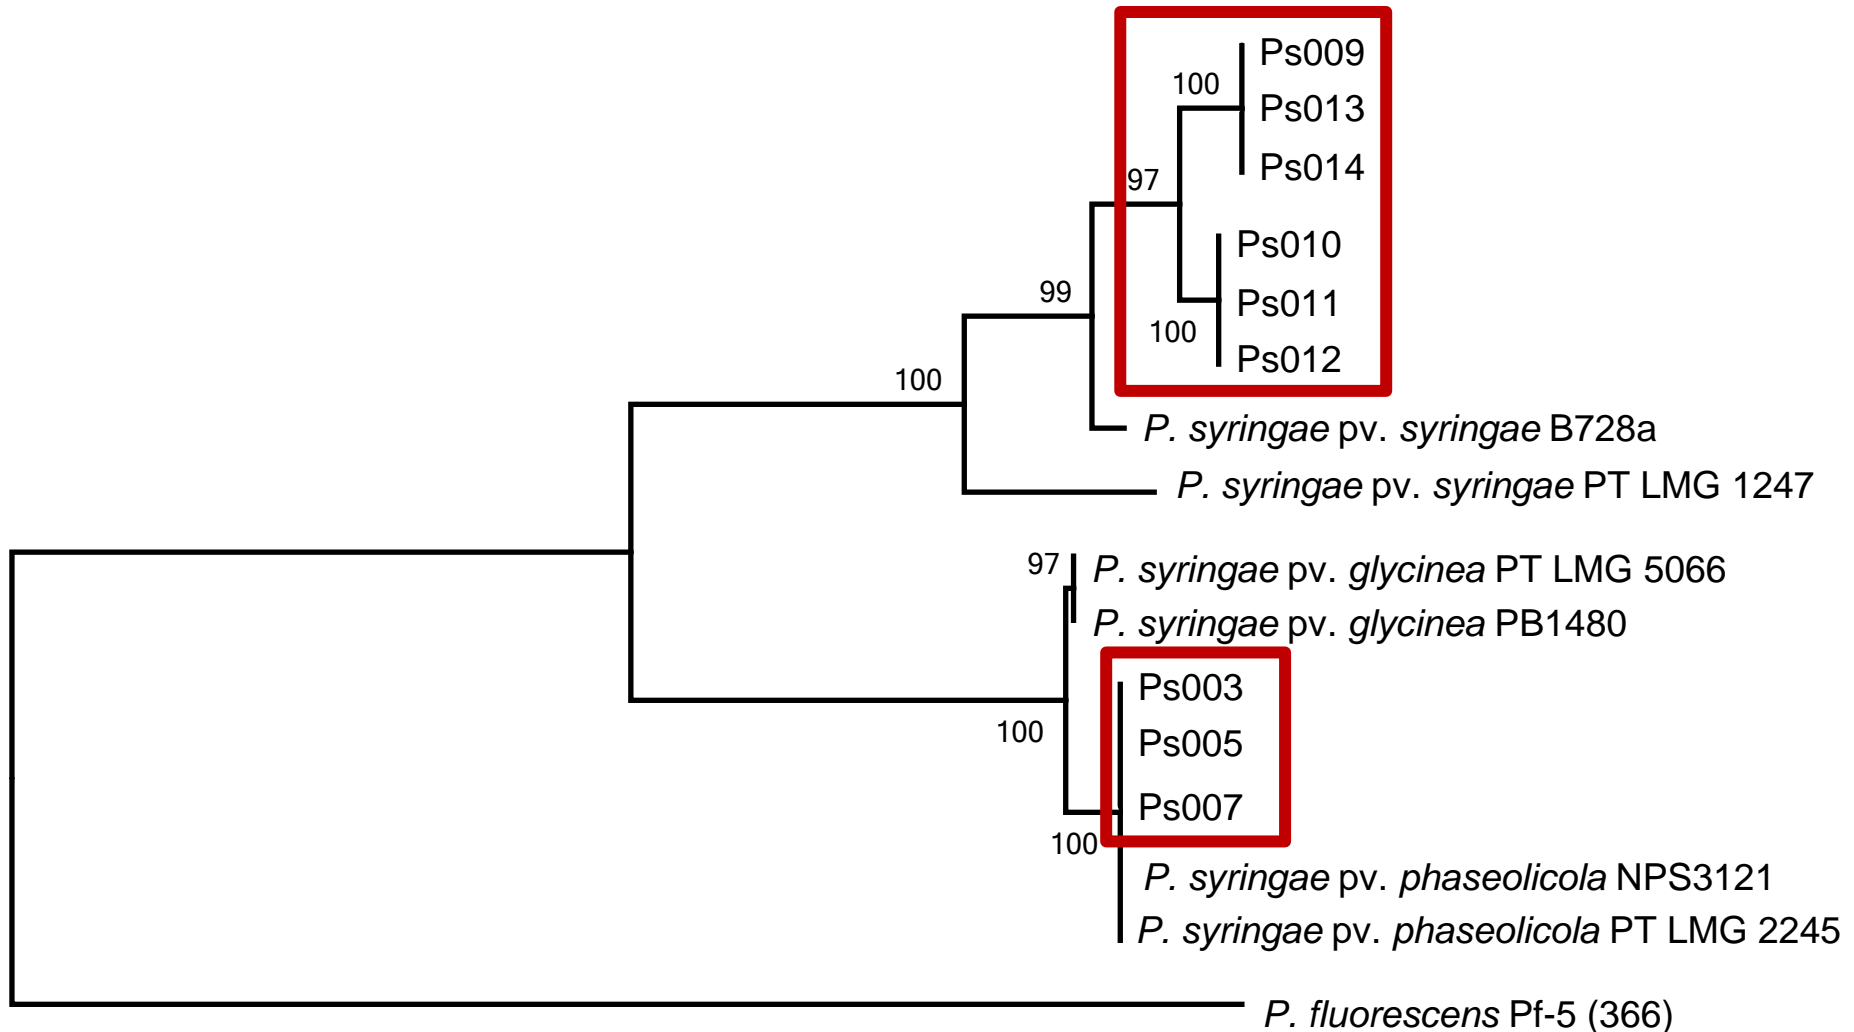 Ps009
100
Ps013
Ps014
97
Ps010
99
Ps011
100
Ps012
100
P. syringae pv. syringae B728a
P. syringae pv. syringae PT LMG 1247
97
P. syringae pv. glycinea PT LMG 5066
P. syringae pv. glycinea PB1480
Ps003
100
Ps005
Ps007
100
P. syringae pv. phaseolicola NPS3121
P. syringae pv. phaseolicola PT LMG 2245
P. fluorescens Pf-5 (366)